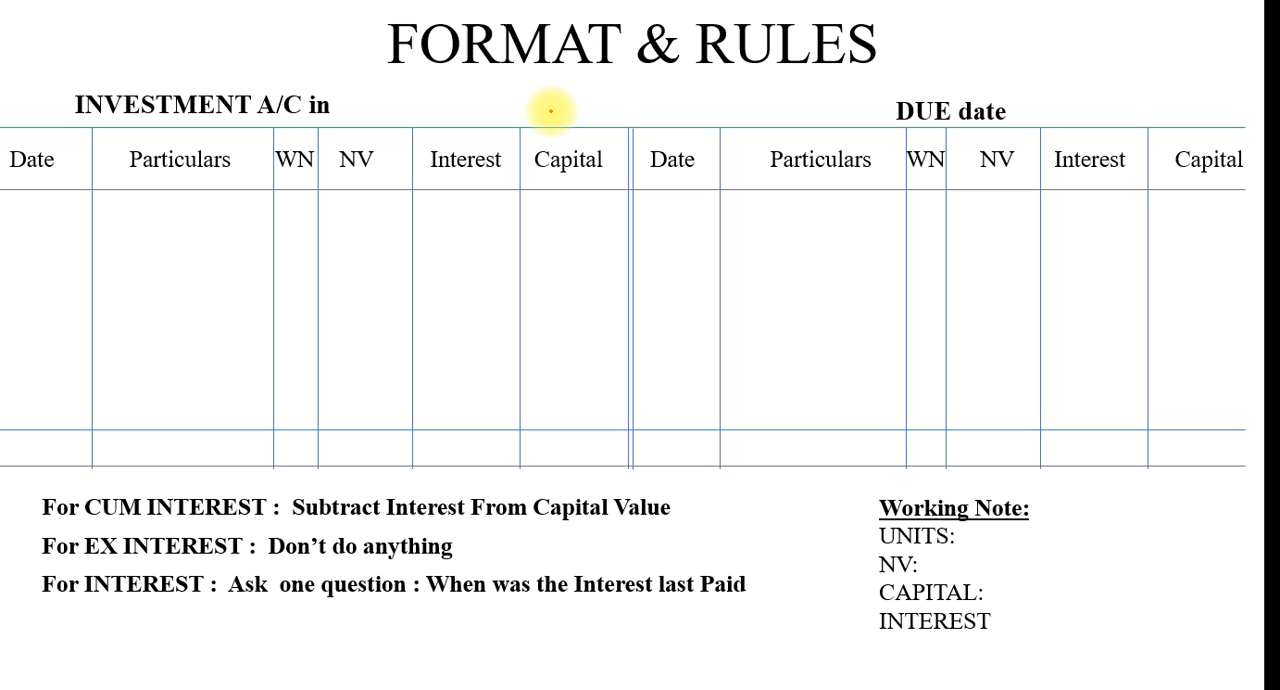 FORMAT & RULES
INVESTMENT A/C in DUE date
Date Particulars WN NV Interest Capital Date Particulars WN NV Interest Capital
For CUM INTEREST :  Subtract Interest From Capital Value
For EX INTEREST :  Don’t do anything
For INTEREST :  Ask  one question : When was the Interest last Paid
Working Note:
UNITS:
NV:
CAPITAL:
INTEREST